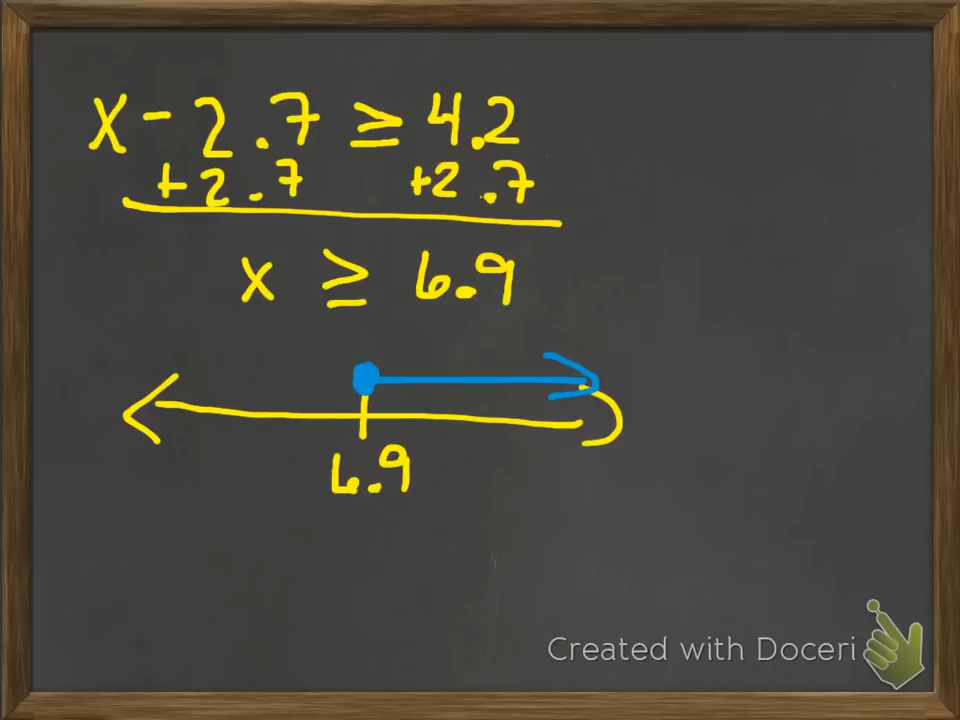 x - 2.7 ≥ 4.2
+2.7 +2.7
x ≥ 6.9
6.9
Created with Doceri